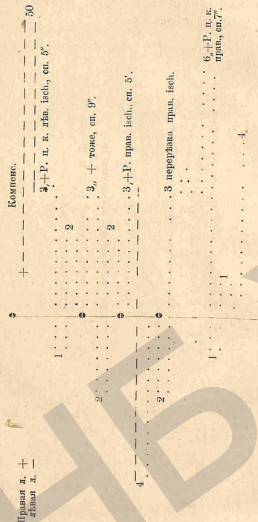 Правая л. +
лѣвая л. —
Компенс.
+ 50
3,+Р. п. к. лѣв. isch., сп. 5".
1 2
3,, + тоже, сп. 9".
2 2
3,+Р. прав. isch., сп. 5'.
4
3 перерѣзка прав. isch.
2
6,,+Р. п. к.
прав., сп. 7".
1 1
4